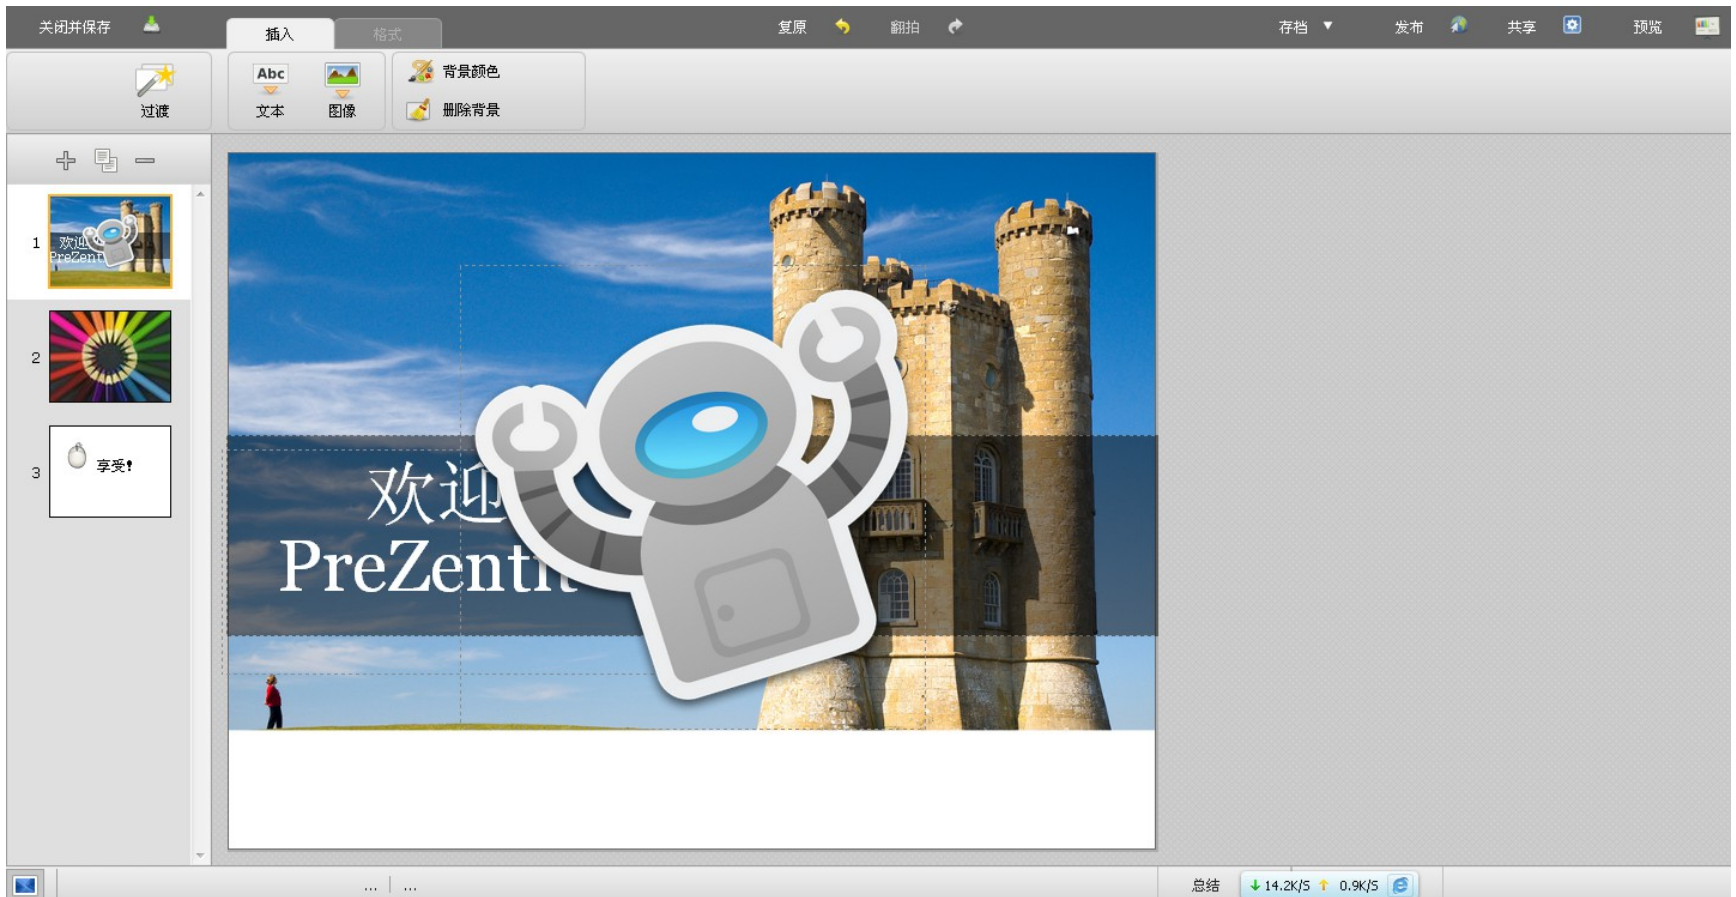 关闭并保存
插入
格式
复原
翻拍
存档
发布
共享
预览
过渡
Abc
文本
图像
背景颜色
删除背景
1
2
3
享受!
欢迎
PreZentit
总结
14.2K/S
0.9K/S